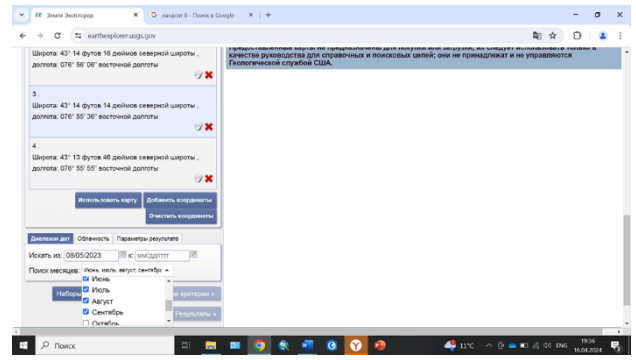 Земля Эксплорер
ландсат 8 - Поиск в Google
earthexplorer.usgs.gov
Широта: 43° 14 футов 16 дюймов северной широты ,
долгота: 076° 56' 06" восточной долготы
3 .
Широта: 43° 14 футов 14 дюймов северной широты ,
долгота: 076° 55' 36" восточной долготы
4 .
Широта: 43° 13 футов 46 дюймов северной широты ,
долгота: 076° 55' 55" восточной долготы
Предоставленные карты не предназначены для покупки или загрузки; их следует использовать только в
качестве руководства для справочных и поисковых целей; они не принадлежат и не управляются
Геологической службой США.
Использовать карту Добавить координаты
Очистить координаты
Диапазон дат Облачность Параметры результата
Искать из: 08/05/2023 к: мм/дд/гггг
Поиск месяцев: Июнь, июль, август, сентябрь
Июнь
Июль
Август
Сентябрь
Октябрь
Наборы критерии »
Результаты »
Поиск
11°C
ENG
19:36
16.04.2024